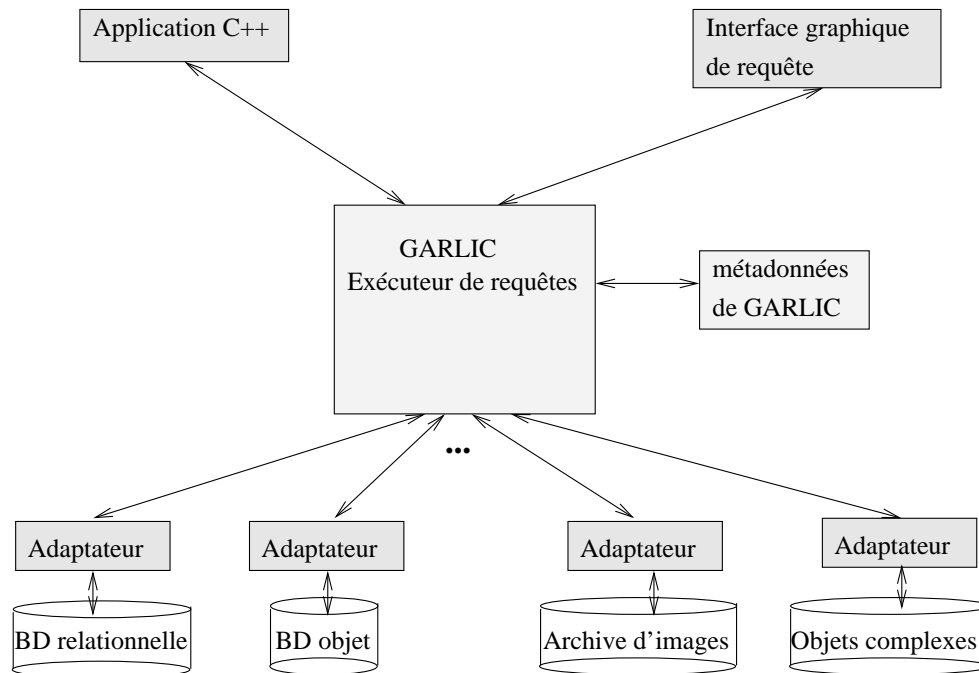 Application C++
Interface graphique
de requête
GARLIC
Exécuteur de requêtes
métadonnées
de GARLIC
...
Adaptateur
Adaptateur
Adaptateur
Adaptateur
BD relationnelle
BD objet
Archive d'images
Objets complexes